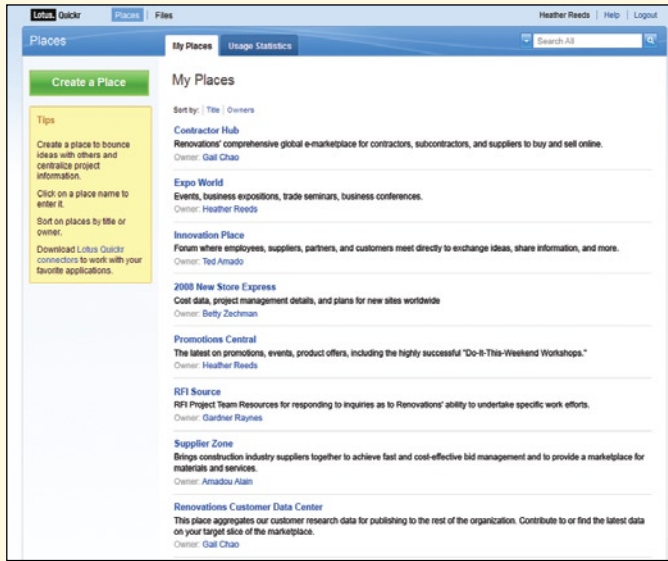 Lotus. Quickr Places Files Heather Reeds Help Logout
Places My Places Usage Statistics Search All
Create a Place
Tips
Create a place to bounce
ideas with others and
centralize project
information.
Click on a place name to
enter it.
Sort on places by title or
owner.
Download Lotus Quickr
connectors to work with your
favorite applications.
My Places
Sort by: Title Owners
Contractor Hub
Renovations' comprehensive global e-marketplace for contractors, subcontractors, and suppliers to buy and sell online.
Owner: Gail Chao
Expo World
Events, business expositions, trade seminars, business conferences.
Owner: Heather Reeds
Innovation Place
Forum where employees, suppliers, partners, and customers meet directly to exchange ideas, share information, and more.
Owner: Ted Amado
2008 New Store Express
Cost data, project management details, and plans for new sites worldwide
Owner: Betty Zechman
Promotions Central
The latest on promotions, events, product offers, including the highly successful "Do-It-This-Weekend Workshops."
Owner: Heather Reeds
RFI Source
RFI Project Team Resources for responding to inquiries as to Renovations' ability to undertake specific work efforts.
Owner: Gardner Raynes
Supplier Zone
Brings construction industry suppliers together to achieve fast and cost-effective bid management and to provide a marketplace for
materials and services.
Owner: Amadou Alain
Renovations Customer Data Center
This place aggregates our customer research data for publishing to the rest of the organization. Contribute to or find the latest data
on your target slice of the marketplace.
Owner: Gail Chao